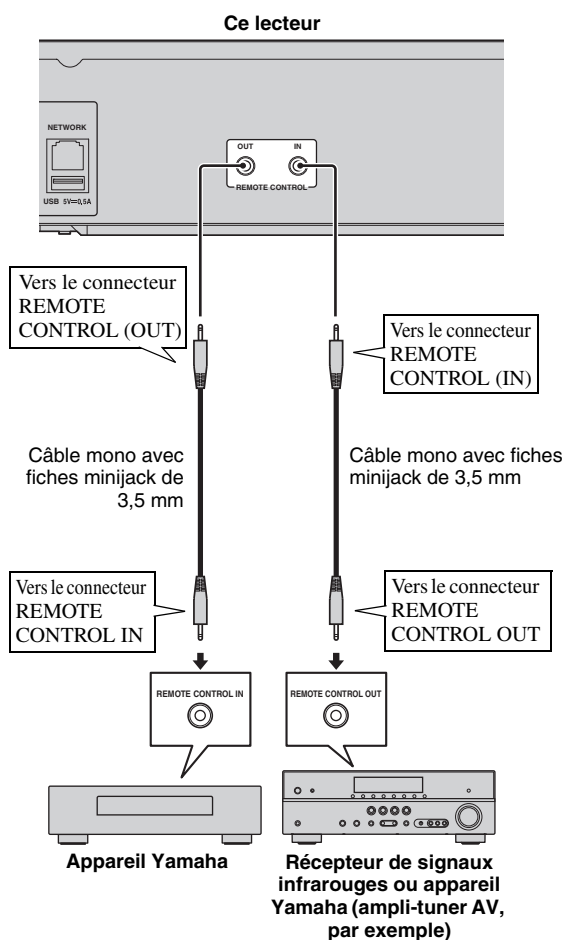 Ce lecteur
NETWORK
USB 5V⎓0,5A
OUT
IN
REMOTE CONTROL
Vers le connecteur
REMOTE
CONTROL (OUT)
Vers le connecteur
REMOTE
CONTROL (IN)
Câble mono avec
fiches minijack de
3,5 mm
Câble mono avec fiches
minijack de 3,5 mm
Vers le connecteur
REMOTE
CONTROL IN
Vers le connecteur
REMOTE
CONTROL OUT
REMOTE CONTROL IN
REMOTE CONTROL OUT
Appareil Yamaha
Récepteur de signaux
infrarouges ou appareil
Yamaha (ampli-tuner AV,
par exemple)